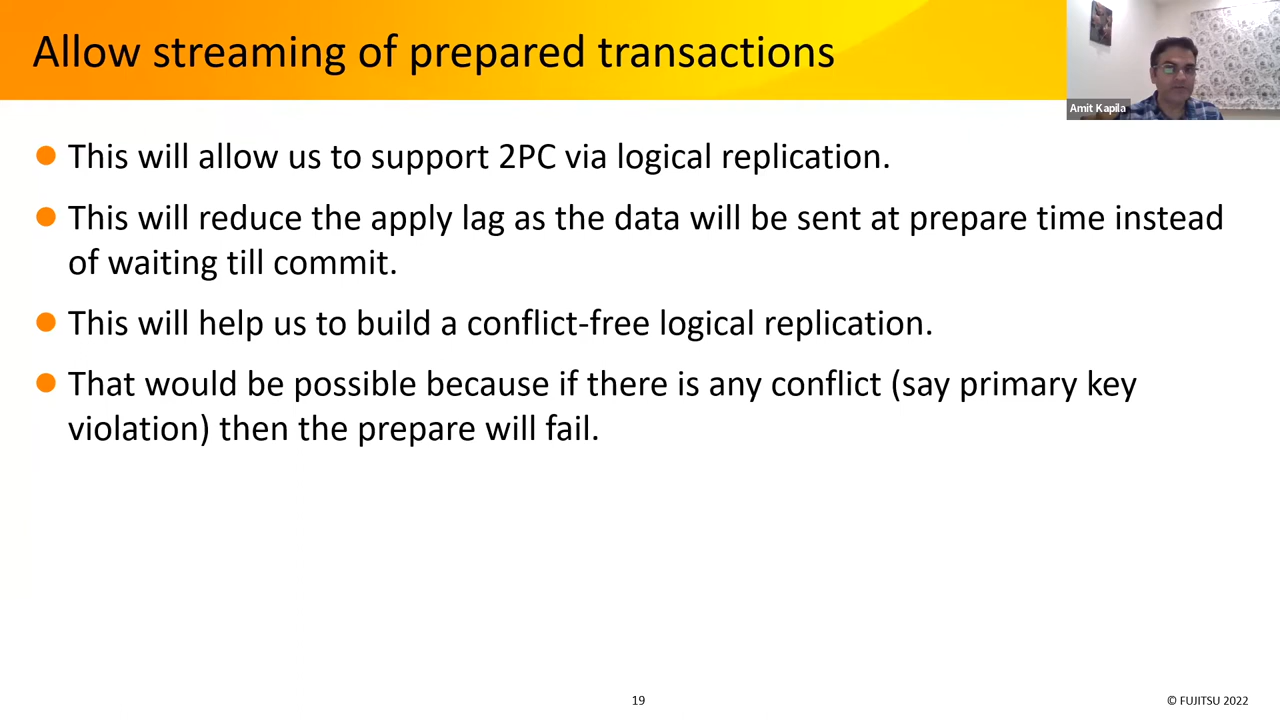 Allow streaming of prepared transactions
Amit Kapila
This will allow us to support 2PC via logical replication.
This will reduce the apply lag as the data will be sent at prepare time instead
of waiting till commit.
This will help us to build a conflict-free logical replication.
That would be possible because if there is any conflict (say primary key
violation) then the prepare will fail.
19
© FUJITSU 2022